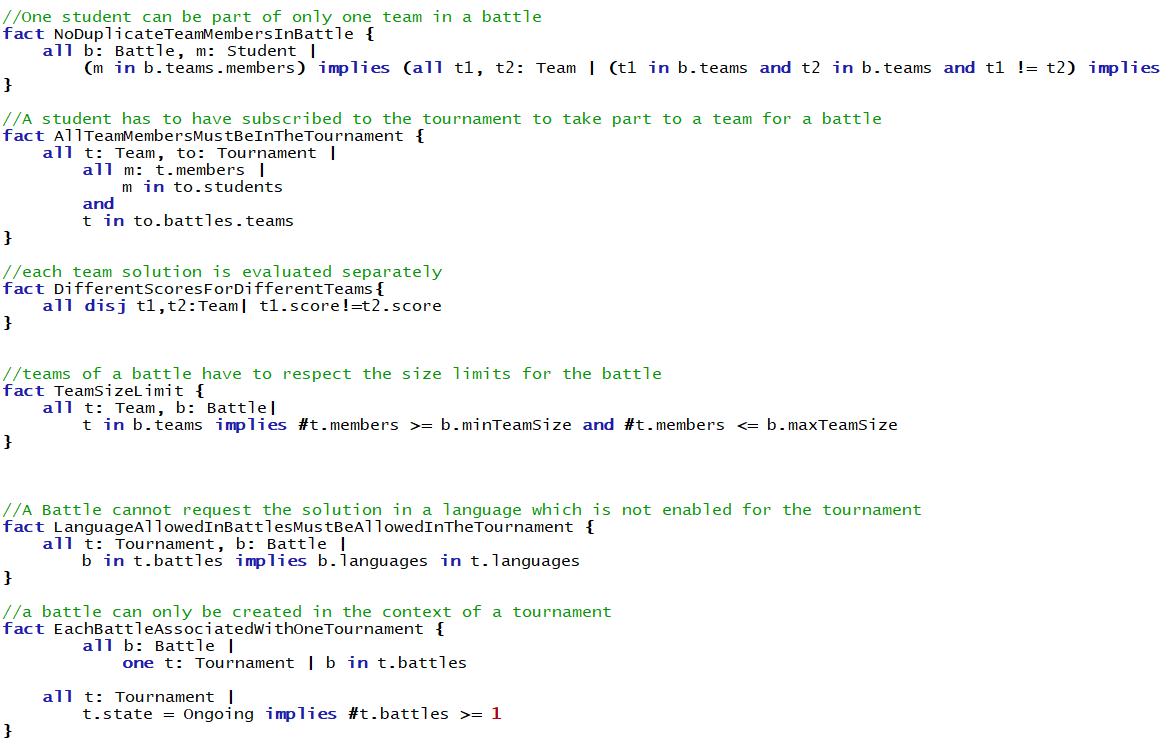 //One student can be part of only one team in a battle
fact NoDuplicateTeamMembersInBattle {
    all b: Battle, m: Student |
        (m in b.teams.members) implies (all t1, t2: Team | (t1 in b.teams and t2 in b.teams and t1 != t2) implies
}
//A student has to have subscribed to the tournament to take part to a team for a battle
fact AllTeamMembersMustBeInTheTournament {
    all t: Team, to: Tournament |
        all m: t.members |
            m in to.students
        and
        t in to.battles.teams
}
//each team solution is evaluated separately
fact DifferentScoresForDifferentTeams{
    all disj t1,t2:Team| t1.score!=t2.score
}
//teams of a battle have to respect the size limits for the battle
fact TeamSizeLimit {
    all t: Team, b: Battle|
        t in b.teams implies #t.members >= b.minTeamSize and #t.members <= b.maxTeamSize
}
//A Battle cannot request the solution in a language which is not enabled for the tournament
fact LanguageAllowedInBattlesMustBeAllowedInTheTournament {
    all t: Tournament, b: Battle |
        b in t.battles implies b.languages in t.languages
}
//a battle can only be created in the context of a tournament
fact EachBattleAssociatedWithOneTournament {
        all b: Battle |
            one t: Tournament | b in t.battles
    all t: Tournament |
        t.state = Ongoing implies #t.battles >= 1
}